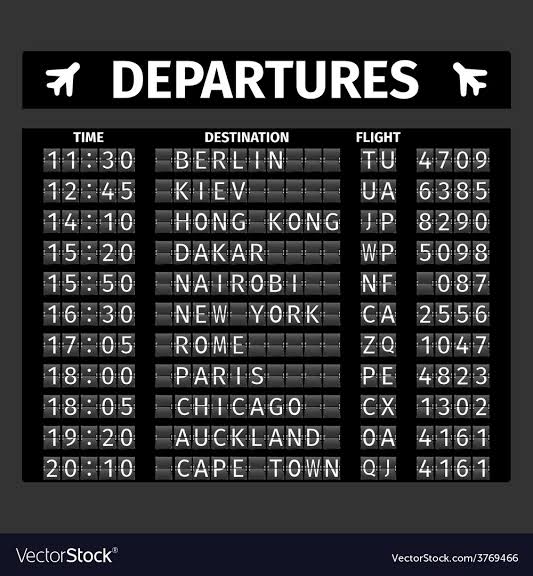 DEPARTURES
TIME DESTINATION FLIGHT
11:30 BERLIN TU 4709
12:45 KIEV UA 6385
14:10 HONG KONG JP 8290
15:20 DAKAR WP 5098
15:50 NAIROBI NF 087
16:30 NEW YORK CA 2556
17:05 ROME ZQ 1047
18:00 PARIS PE 4823
18:05 CHICAGO CX 1302
19:20 AUCKLAND OA 4161
20:10 CAPE TOWN QJ 4161
VectorStock® VectorStock.com/3769466